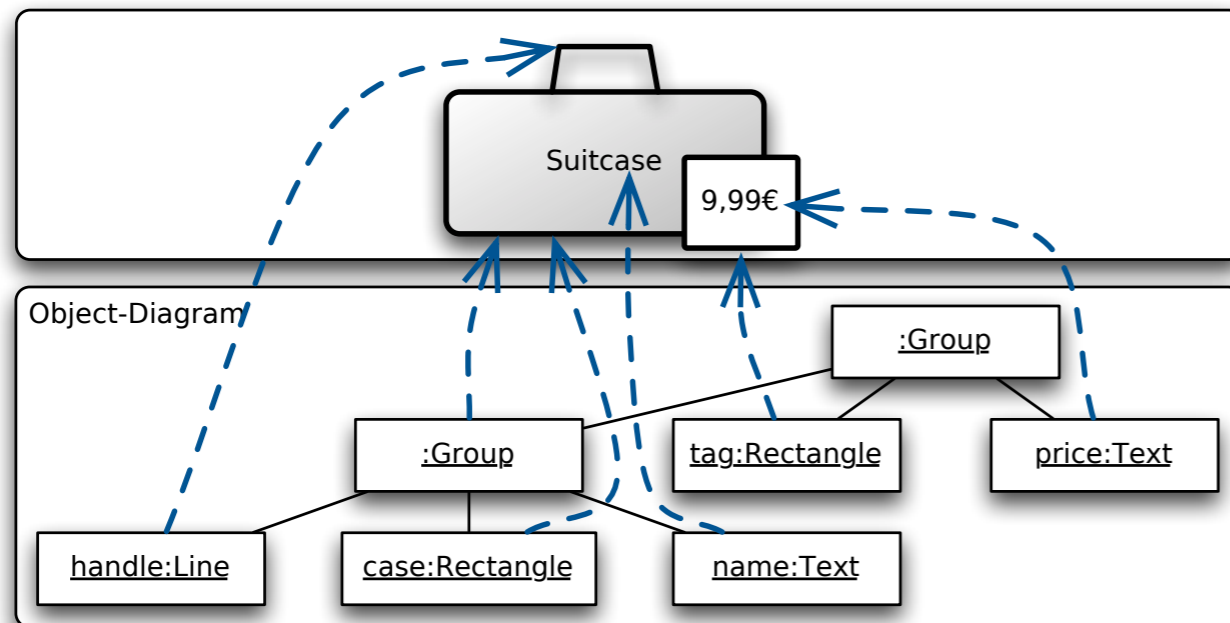 Suitcase
9,99€
Object-Diagram
:Group
:Group
tag:Rectangle
price:Text
handle:Line
case:Rectangle
name:Text